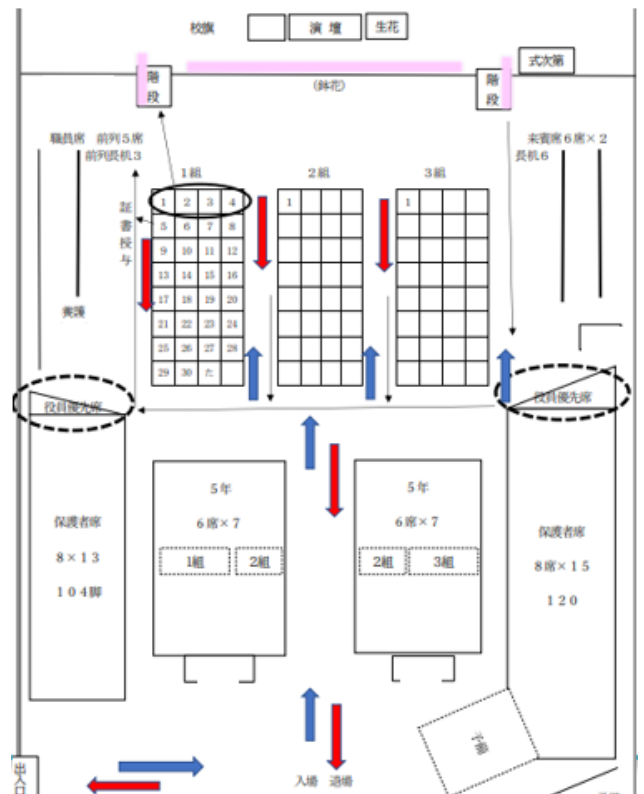 校旗
演壇
生花
式次第
階段
(鉢花)
階段
職員席 前列5席
前列長机3
来賓席6席×2
長机6
1組
2組
3組
証書授与
1 2 3 4
5 6 7 8
9 10 11 12
13 14 15 16
17 18 19 20
21 22 23 24
25 26 27 28
29 30 た
1
1
養護
役員優先席
役員優先席
保護者席
8×13
104脚
5年
6席×7
1組 2組
5年
6席×7
2組 3組
保護者席
8席×15
120
予備
出入口
入場 退場